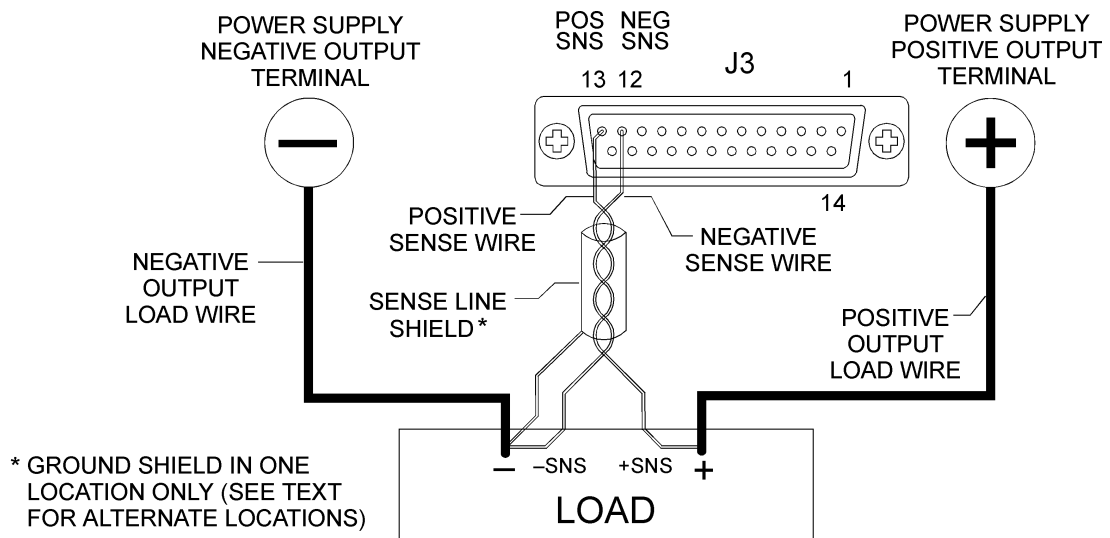 POWER SUPPLY
NEGATIVE OUTPUT
TERMINAL
POS NEG
SNS SNS
J3
13 12
1
POWER SUPPLY
POSITIVE OUTPUT
TERMINAL
14
POSITIVE
SENSE WIRE
NEGATIVE
SENSE WIRE
NEGATIVE
OUTPUT
LOAD WIRE
SENSE LINE
SHIELD*
POSITIVE
OUTPUT
LOAD WIRE
– –SNS +SNS +
LOAD
* GROUND SHIELD IN ONE
LOCATION ONLY (SEE TEXT
FOR ALTERNATE LOCATIONS)